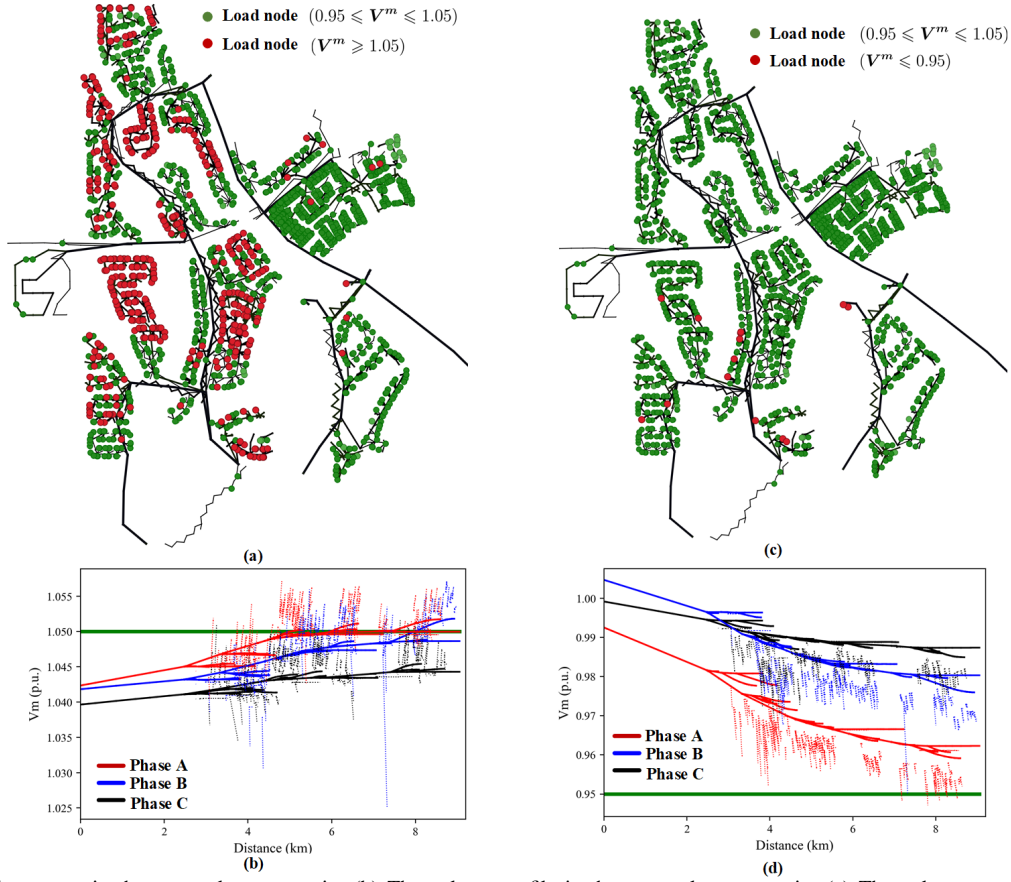 Load node (0.95 ⩽ V^m ⩽ 1.05)
Load node (V^m ⩾ 1.05)
(a)
Load node (0.95 ⩽ V^m ⩽ 1.05)
Load node (V^m ⩽ 0.95)
(c)
Vm (p.u.)
1.055
1.050
1.045
1.040
1.035
1.030
1.025
Phase A
Phase B
Phase C
0 2 4 6 8
Distance (km)
(b)
Vm (p.u.)
1.00
0.99
0.98
0.97
0.96
0.95
Phase A
Phase B
Phase C
0 2 4 6 8
Distance (km)
(d)